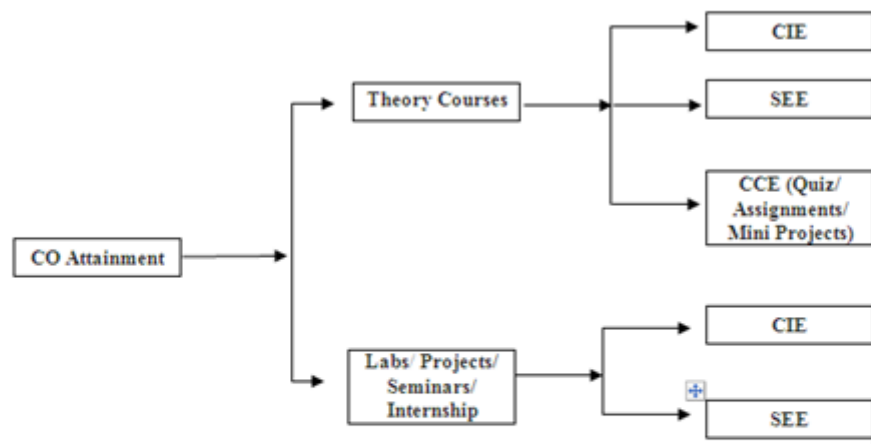 CIE
Theory Courses
SEE
CCE (Quiz/
Assignments/
Mini Projects)
CO Attainment
CIE
Labs/ Projects/
Seminars/
Internship
SEE